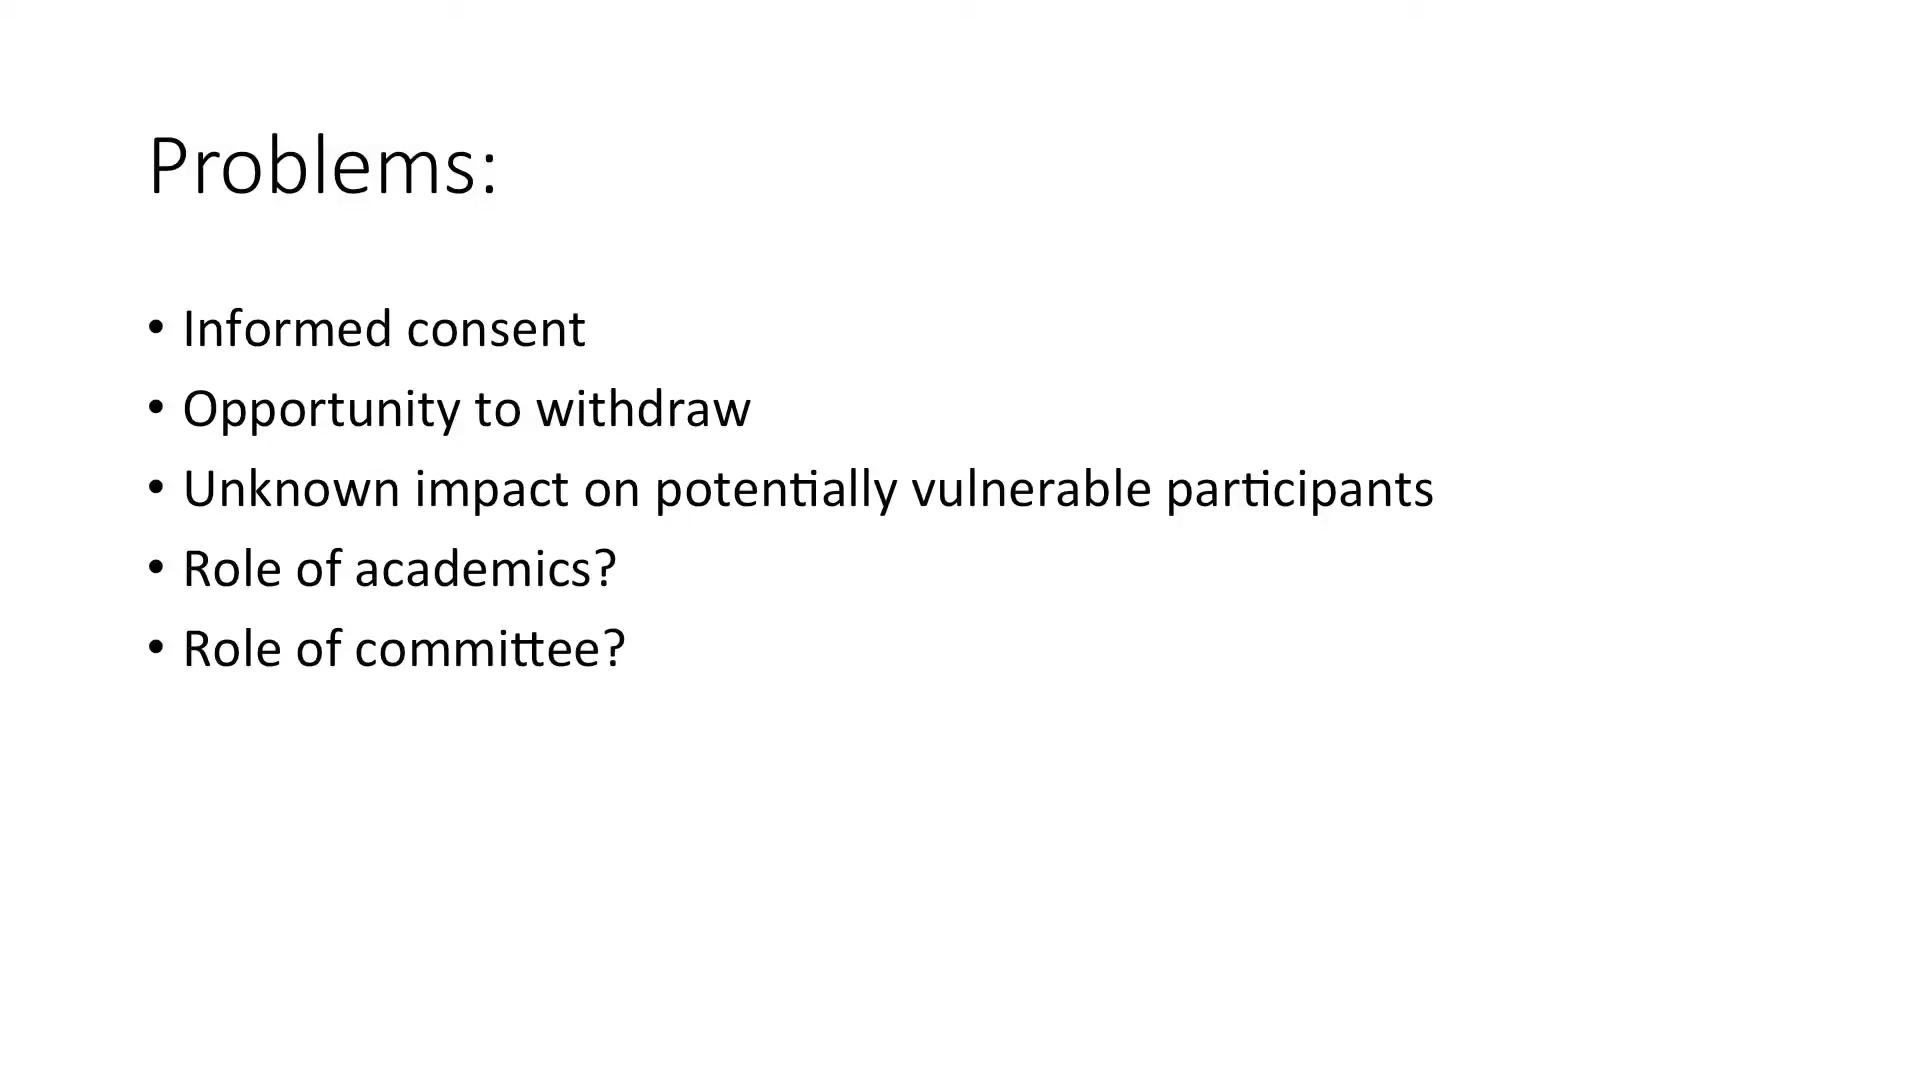 Problems:
• Informed consent
• Opportunity to withdraw
• Unknown impact on potentially vulnerable participants
• Role of academics?
• Role of committee?